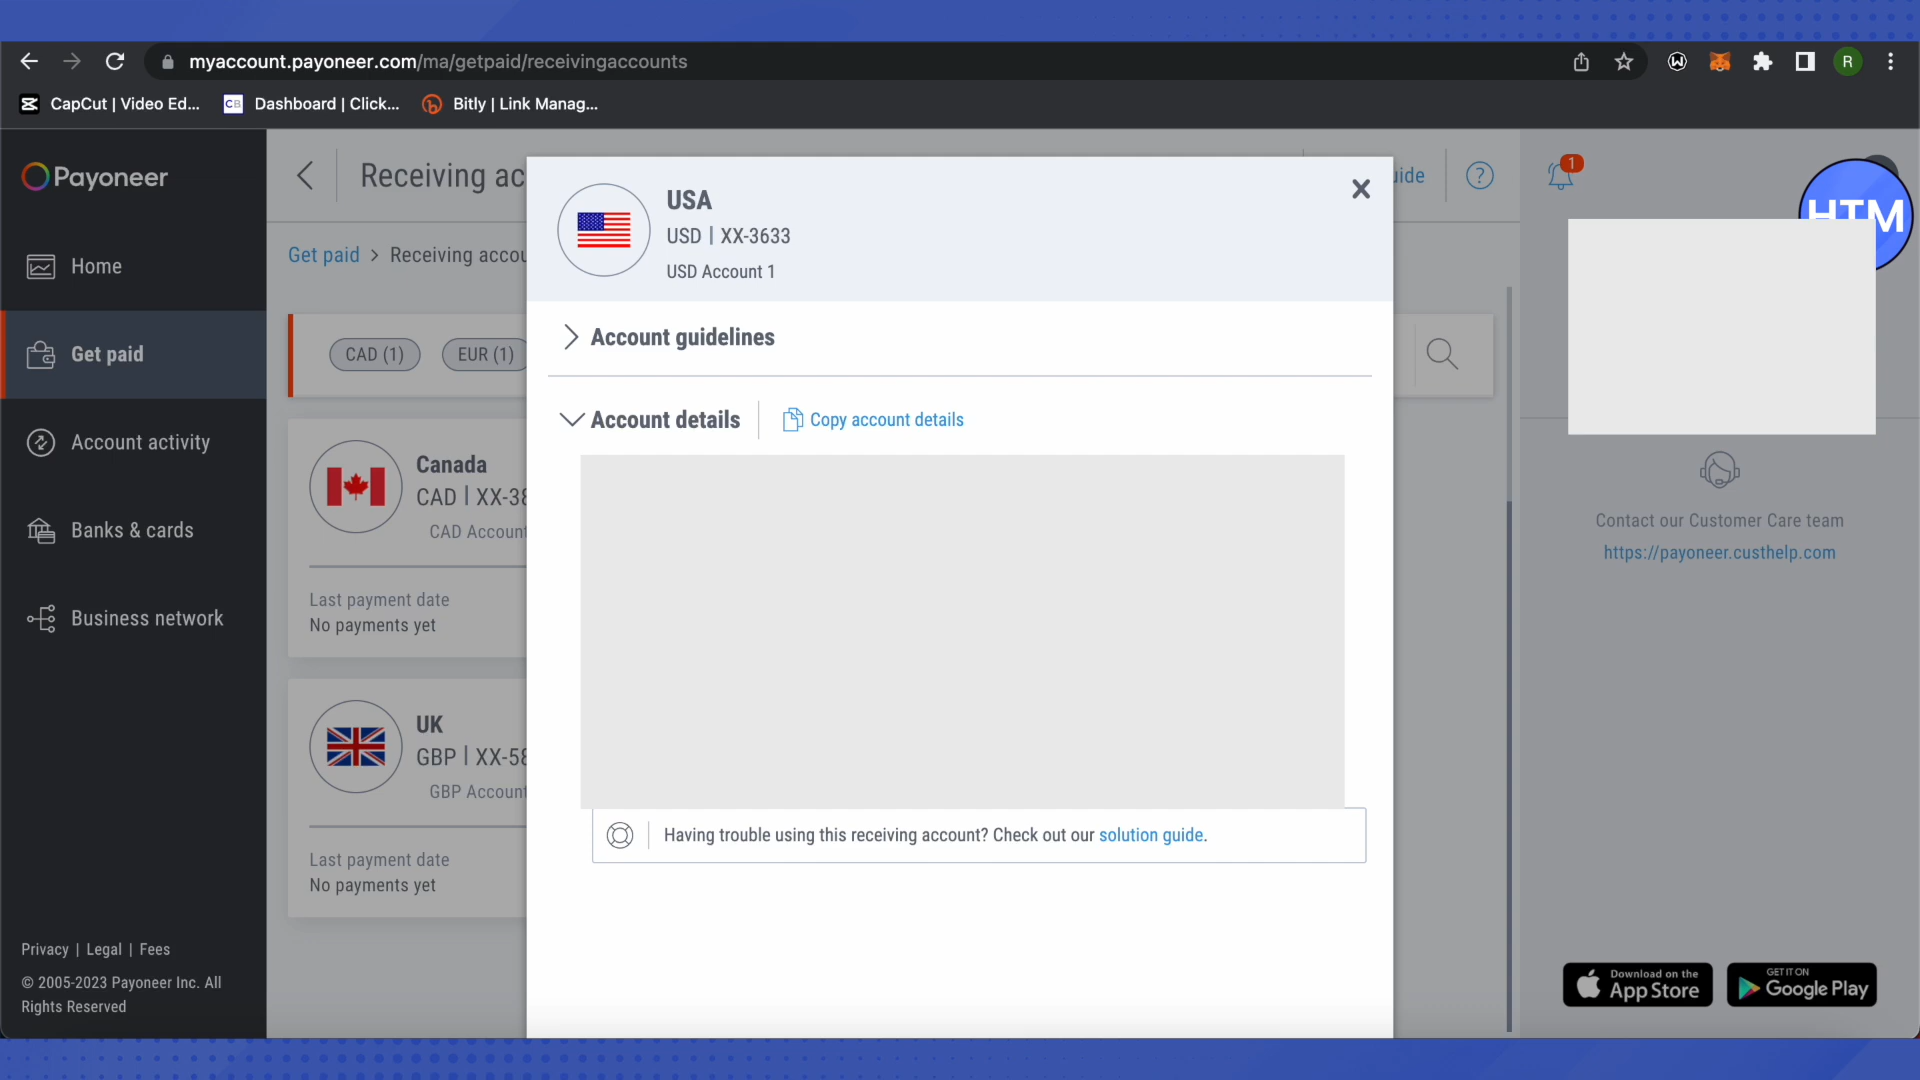 myaccount.payoneer.com/ma/getpaid/receivingaccounts
R
CapCut | Video Ed...
CB
Dashboard | Click...
Bitly | Link Manag...
Payoneer
Home
Get paid
Account activity
Banks & cards
Business network
Privacy | Legal | Fees
© 2005-2023 Payoneer Inc. All
Rights Reserved
Receiving ac
Get paid > Receiving accou
CAD (1)
EUR (1)
Canada
CAD | XX-38
CAD Account
Last payment date
No payments yet
UK
GBP | XX-58
GBP Account
Last payment date
No payments yet
USA
USD | XX-3633
USD Account 1
Account guidelines
Account details
Copy account details
Having trouble using this receiving account? Check out our solution guide.
uide
?
1
HTM
Contact our Customer Care team
https://payoneer.custhelp.com
Download on the
App Store
GET IT ON
Google Play